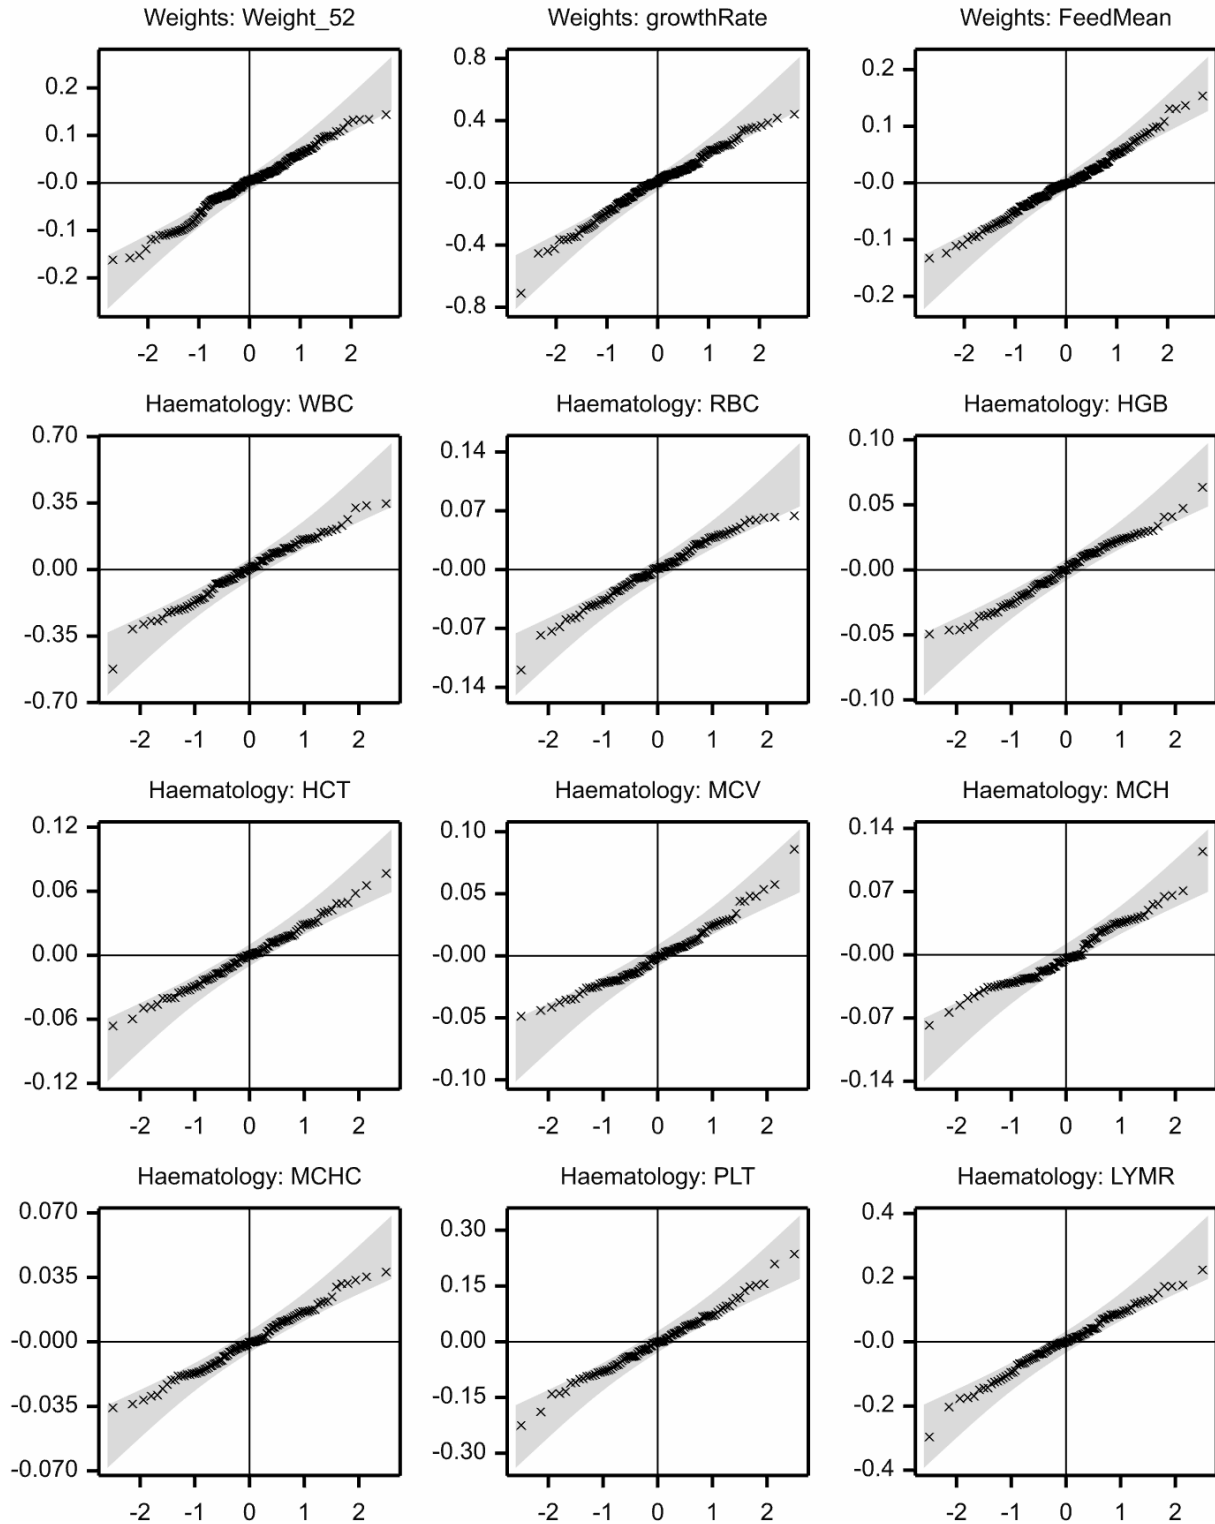 Weights: Weight_52 Weights: growthRate Weights: FeedMean
0.2 0.8 0.2
0.1 0.4 0.1
-0.0 -0.0 -0.0
-0.1 -0.4 -0.1
-0.2 -0.8 -0.2
-2 -1 0 1 2 -2 -1 0 1 2 -2 -1 0 1 2
Haematology: WBC Haematology: RBC Haematology: HGB
0.70 0.14 0.10
0.35 0.07 0.05
0.00 -0.00 -0.00
-0.35 -0.07 -0.05
-0.70 -0.14 -0.10
-2 -1 0 1 2 -2 -1 0 1 2 -2 -1 0 1 2
Haematology: HCT Haematology: MCV Haematology: MCH
0.12 0.10 0.14
0.06 0.05 0.07
0.00 -0.00 -0.00
-0.06 -0.05 -0.07
-0.12 -0.10 -0.14
-2 -1 0 1 2 -2 -1 0 1 2 -2 -1 0 1 2
Haematology: MCHC Haematology: PLT Haematology: LYMR
0.070 0.30 0.4
0.035 0.15 0.2
-0.000 0.00 -0.0
-0.035 -0.15 -0.2
-0.070 -0.30 -0.4
-2 -1 0 1 2 -2 -1 0 1 2 -2 -1 0 1 2